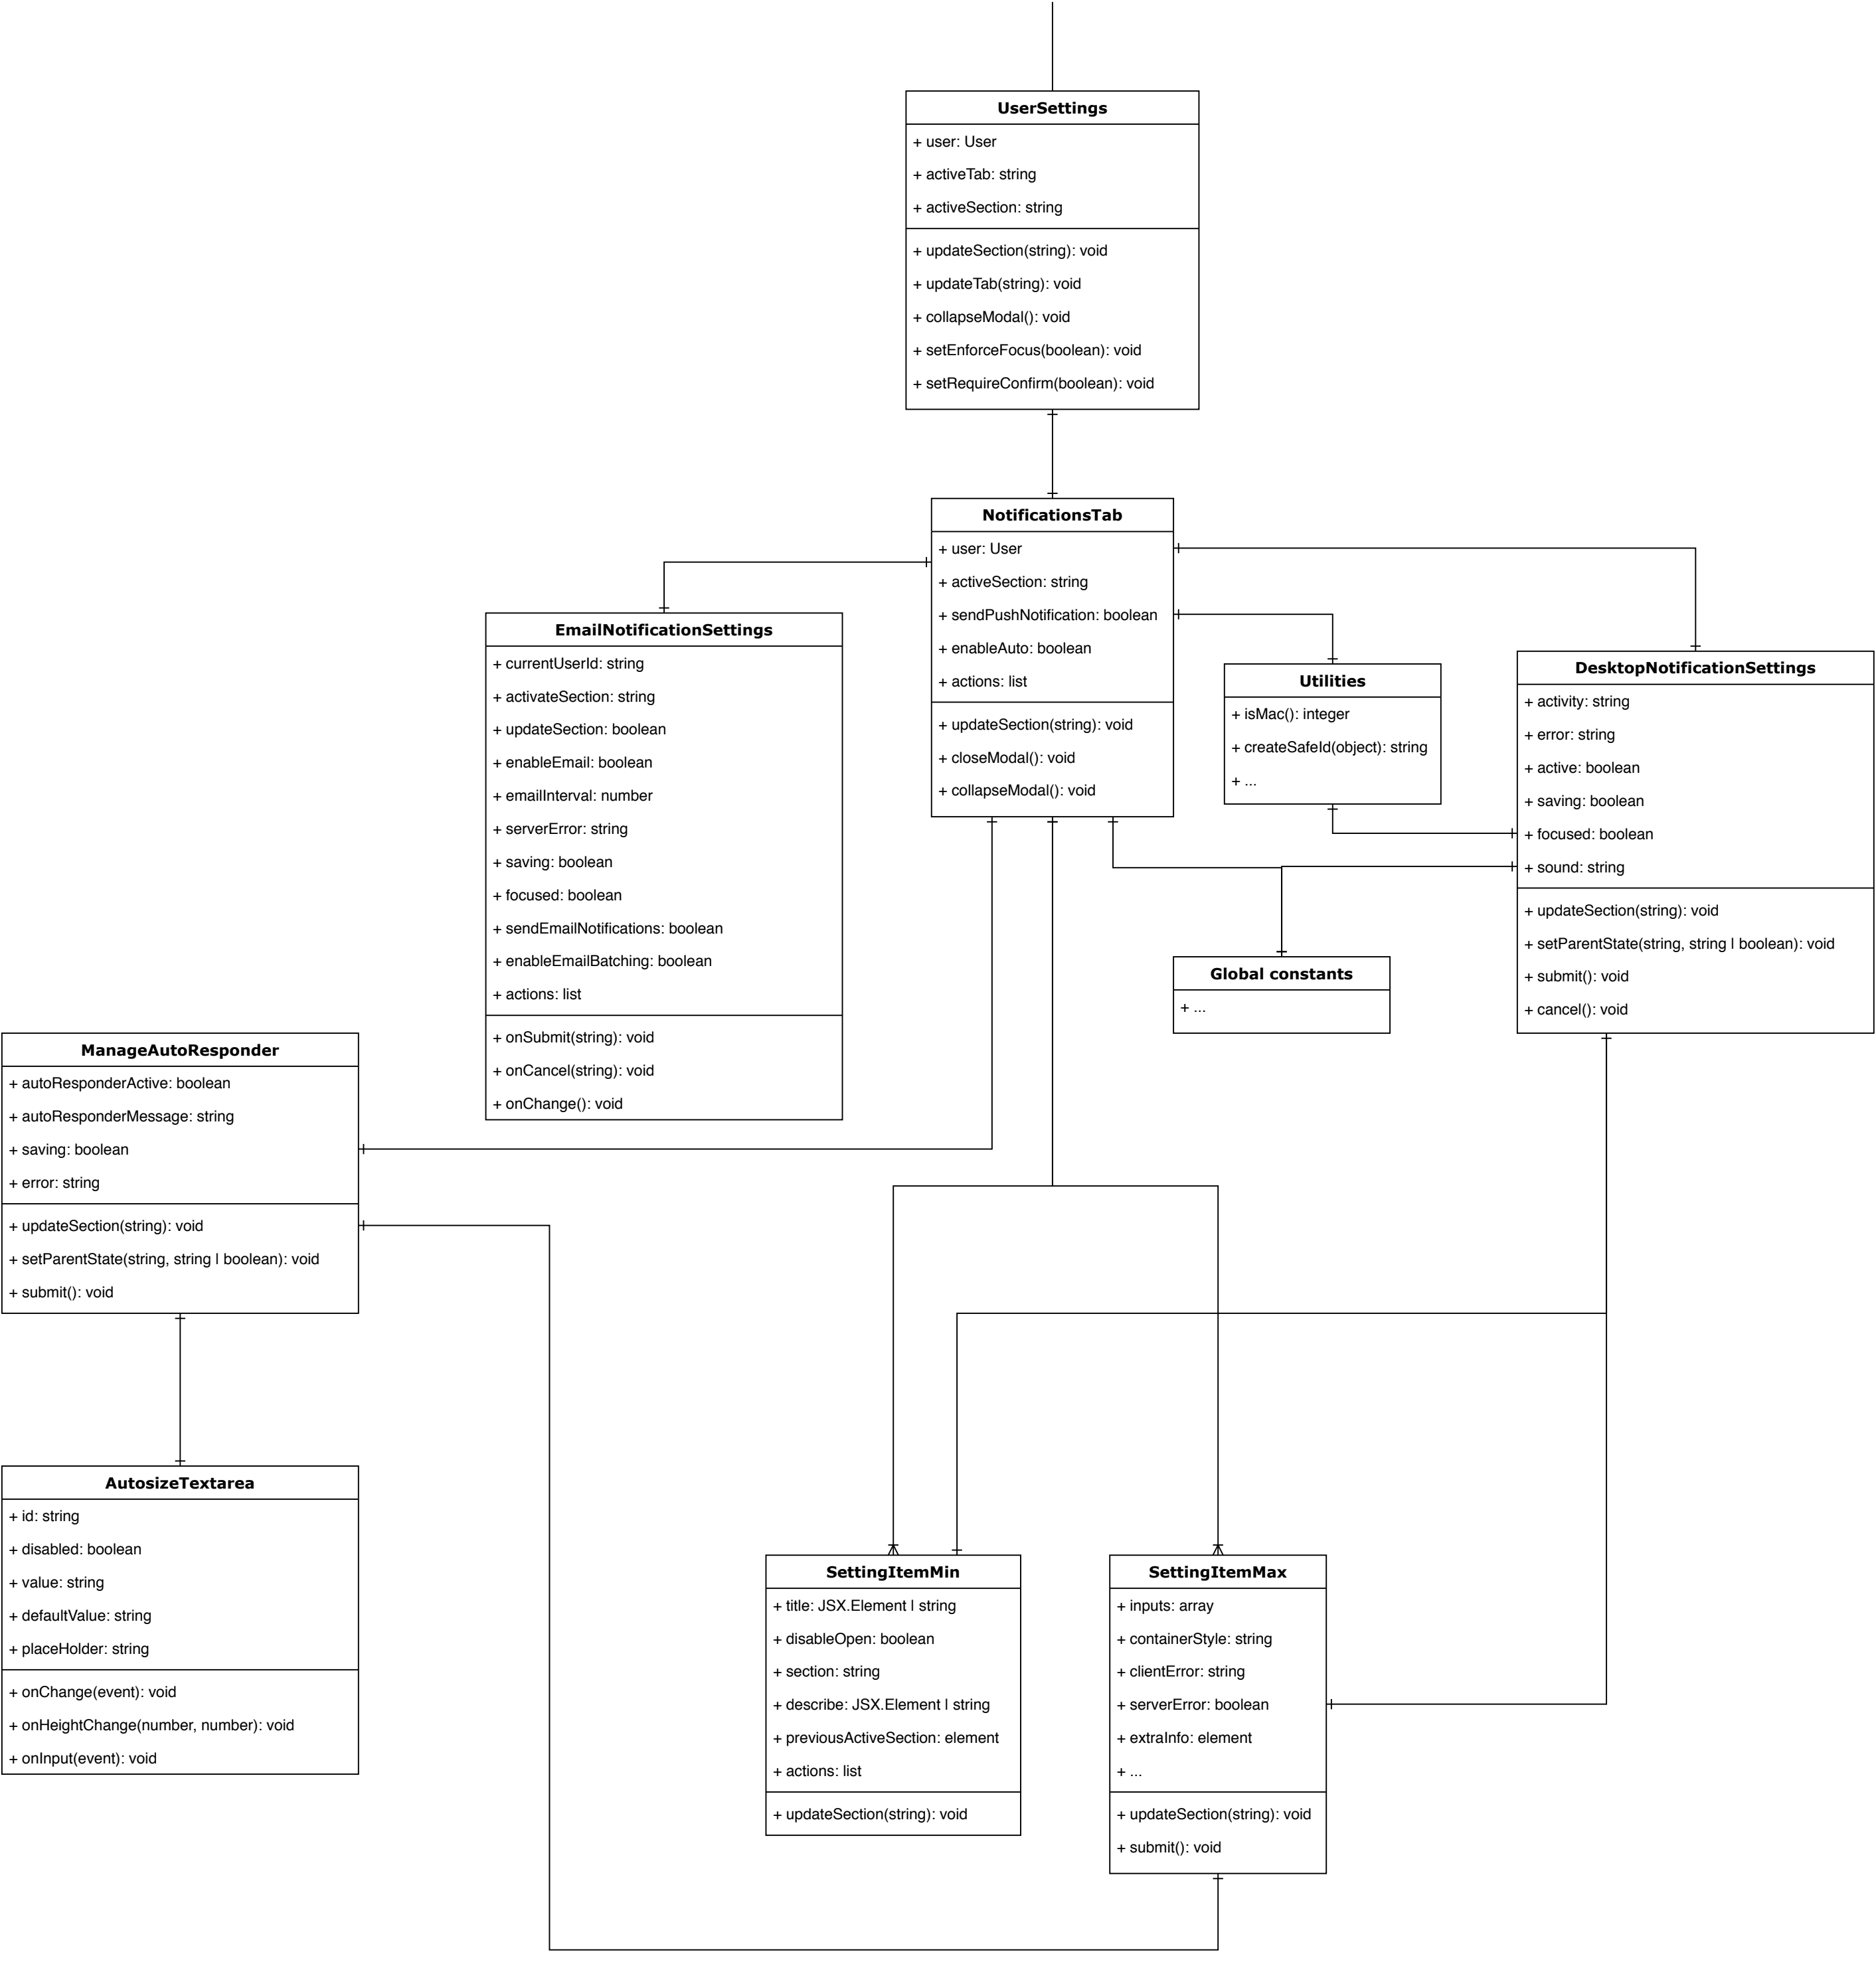 UserSettings
+ user: User
+ activeTab: string
+ activeSection: string
+ updateSection(string): void
+ updateTab(string): void
+ collapseModal(): void
+ setEnforceFocus(boolean): void
+ setRequireConfirm(boolean): void
NotificationsTab
+ user: User
+ activeSection: string
+ sendPushNotification: boolean
+ enableAuto: boolean
+ actions: list
+ updateSection(string): void
+ closeModal(): void
+ collapseModal(): void
EmailNotificationSettings
+ currentUserId: string
+ activateSection: string
+ updateSection: boolean
+ enableEmail: boolean
+ emailInterval: number
+ serverError: string
+ saving: boolean
+ focused: boolean
+ sendEmailNotifications: boolean
+ enableEmailBatching: boolean
+ actions: list
+ onSubmit(string): void
+ onCancel(string): void
+ onChange(): void
Utilities
+ isMac(): integer
+ createSafeId(object): string
+ ...
DesktopNotificationSettings
+ activity: string
+ error: string
+ active: boolean
+ saving: boolean
+ focused: boolean
+ sound: string
+ updateSection(string): void
+ setParentState(string, string | boolean): void
+ submit(): void
+ cancel(): void
Global constants
+ ...
ManageAutoResponder
+ autoResponderActive: boolean
+ autoResponderMessage: string
+ saving: boolean
+ error: string
+ updateSection(string): void
+ setParentState(string, string | boolean): void
+ submit(): void
AutosizeTextarea
+ id: string
+ disabled: boolean
+ value: string
+ defaultValue: string
+ placeHolder: string
+ onChange(event): void
+ onHeightChange(number, number): void
+ onInput(event): void
SettingItemMin
+ title: JSX.Element | string
+ disableOpen: boolean
+ section: string
+ describe: JSX.Element | string
+ previousActiveSection: element
+ actions: list
+ updateSection(string): void
SettingItemMax
+ inputs: array
+ containerStyle: string
+ clientError: string
+ serverError: boolean
+ extraInfo: element
+ ...
+ updateSection(string): void
+ submit(): void